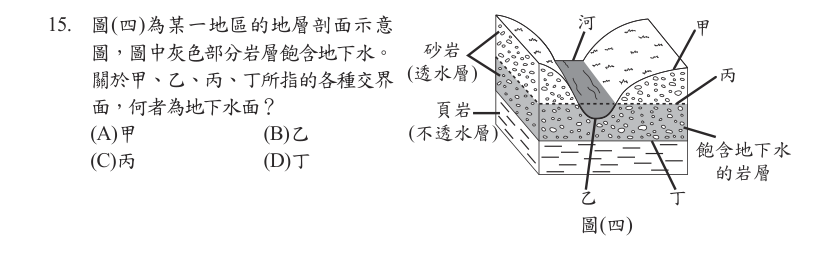 15. 圖(四)為某一地區的地層剖面示意
圖，圖中灰色部分岩層飽含地下水。
關於甲、乙、丙、丁所指的各種交界
面，何者為地下水面？
(A)甲 (B)乙
(C)丙 (D)丁
河
甲
砂岩
(透水層)
丙
頁岩
(不透水層)
飽含地下水
的岩層
乙
丁
圖(四)